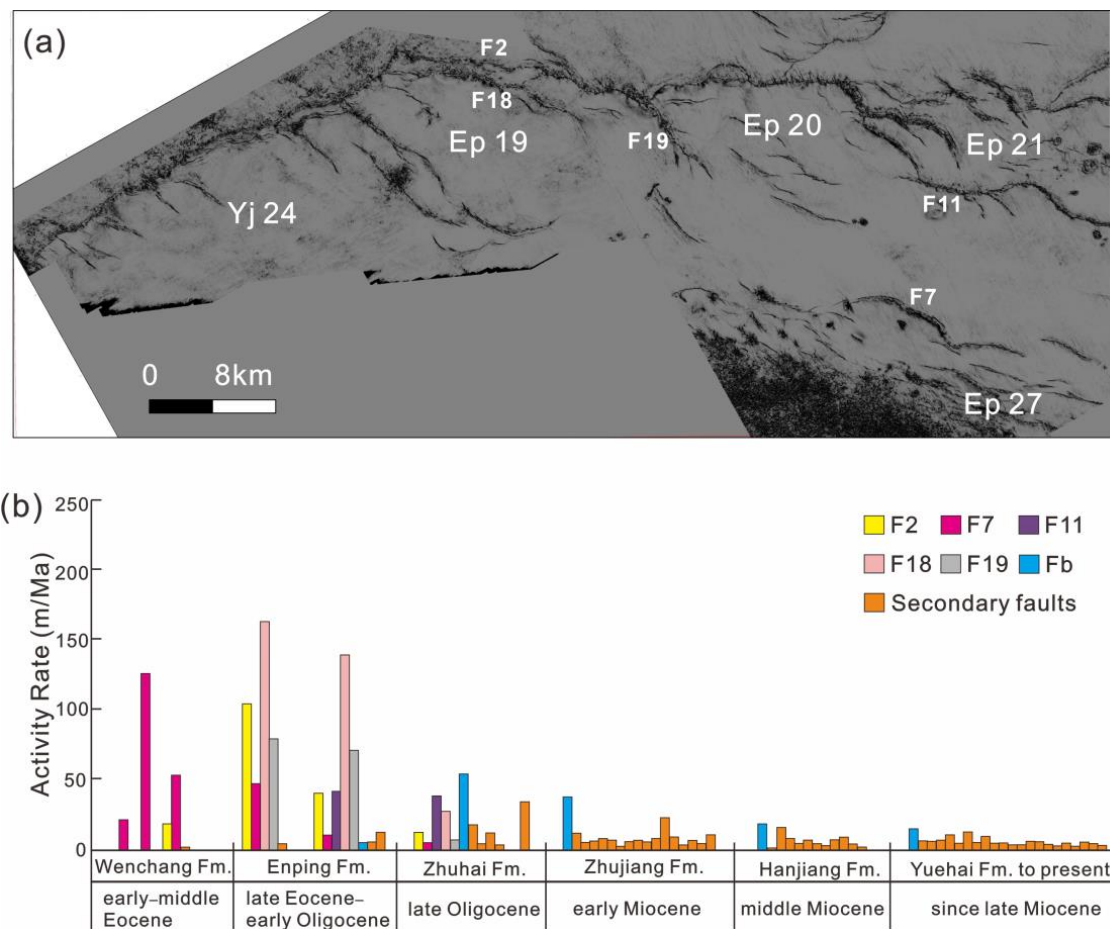 (a)
F2
F18
Ep 19
F19
Ep 20
Ep 21
Yj 24
F11
F7
0 8km
Ep 27
(b)
250
200
150
100
50
0
Activity Rate (m/Ma)
F2 F7 F11
F18 F19 Fb
Secondary faults
Wenchang Fm. Enping Fm. Zhuhai Fm. Zhujiang Fm. Hanjiang Fm. Yuehai Fm. to present
early–middle
Eocene
late Eocene–
early Oligocene
late Oligocene
early Miocene
middle Miocene
since late Miocene